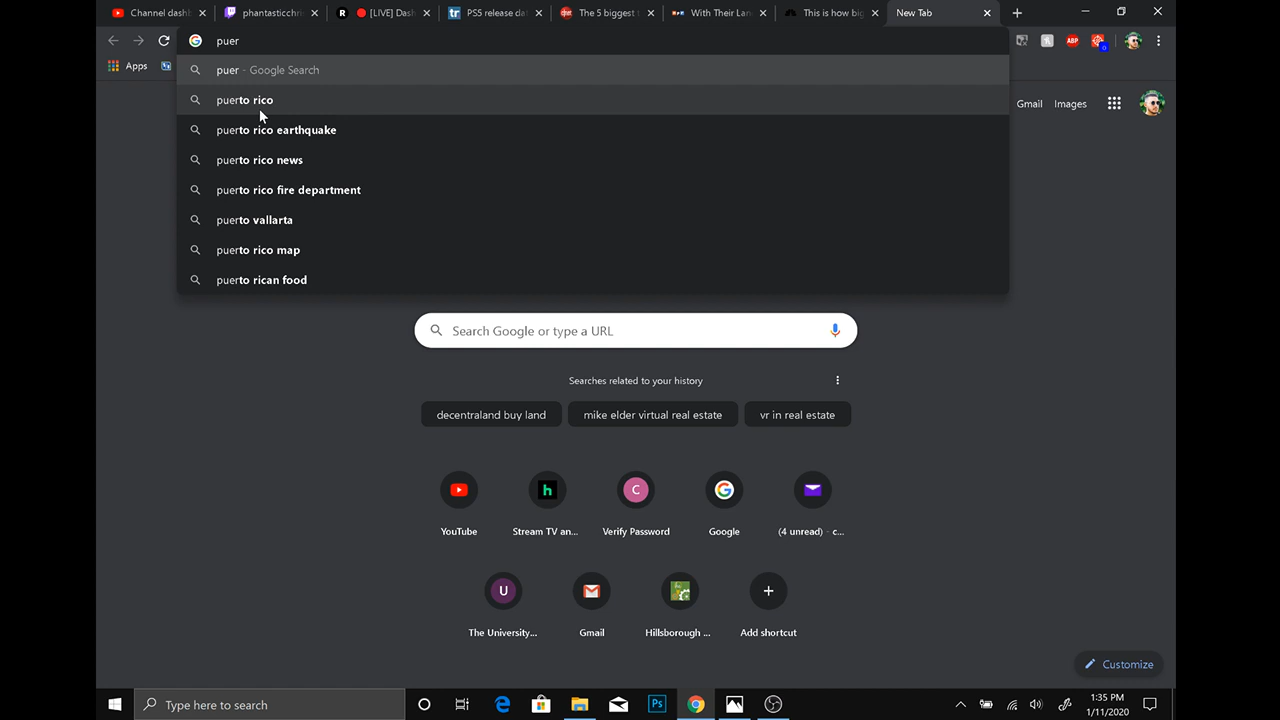 Channel dashb
phantasticchri
[LIVE] Dash
PS5 release dat
The 5 biggest t
With Their Lan
This is how big
New Tab
puer
Apps
puer - Google Search
puerto rico
puerto rico earthquake
puerto rico news
puerto rico fire department
puerto vallarta
puerto rico map
puerto rican food
Gmail
Images
Search Google or type a URL
Searches related to your history
decentraland buy land
mike elder virtual real estate
vr in real estate
YouTube
Stream TV an...
Verify Password
Google
(4 unread) - c...
The University...
Gmail
Hillsborough ...
Add shortcut
Customize
Type here to search
1:35 PM
1/11/2020